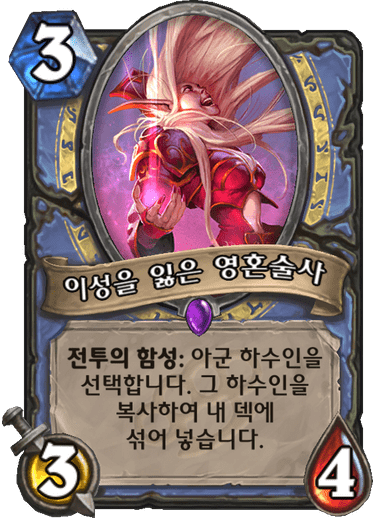 3
이성을 잃은 영혼술사
전투의 함성: 아군 하수인을
선택합니다. 그 하수인을
복사하여 내 덱에
섞어 넣습니다.
3
4